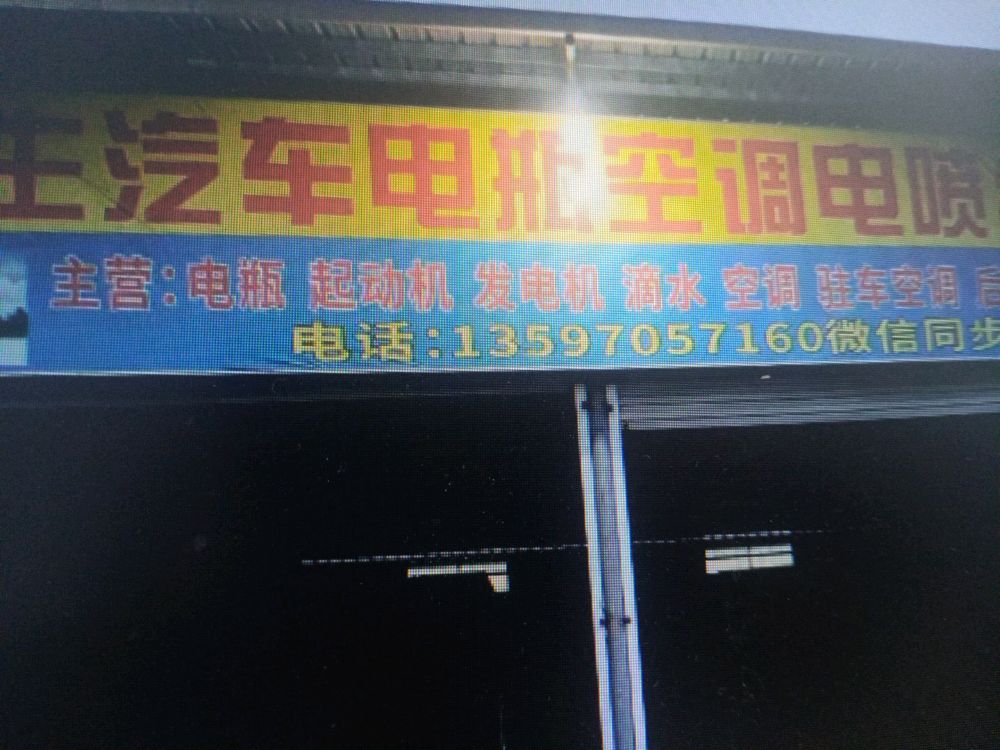 王汽车电瓶空调电喷
主营:电瓶 起动机 发电机 滴水 空调 驻车空调
电话:13597057160微信同步